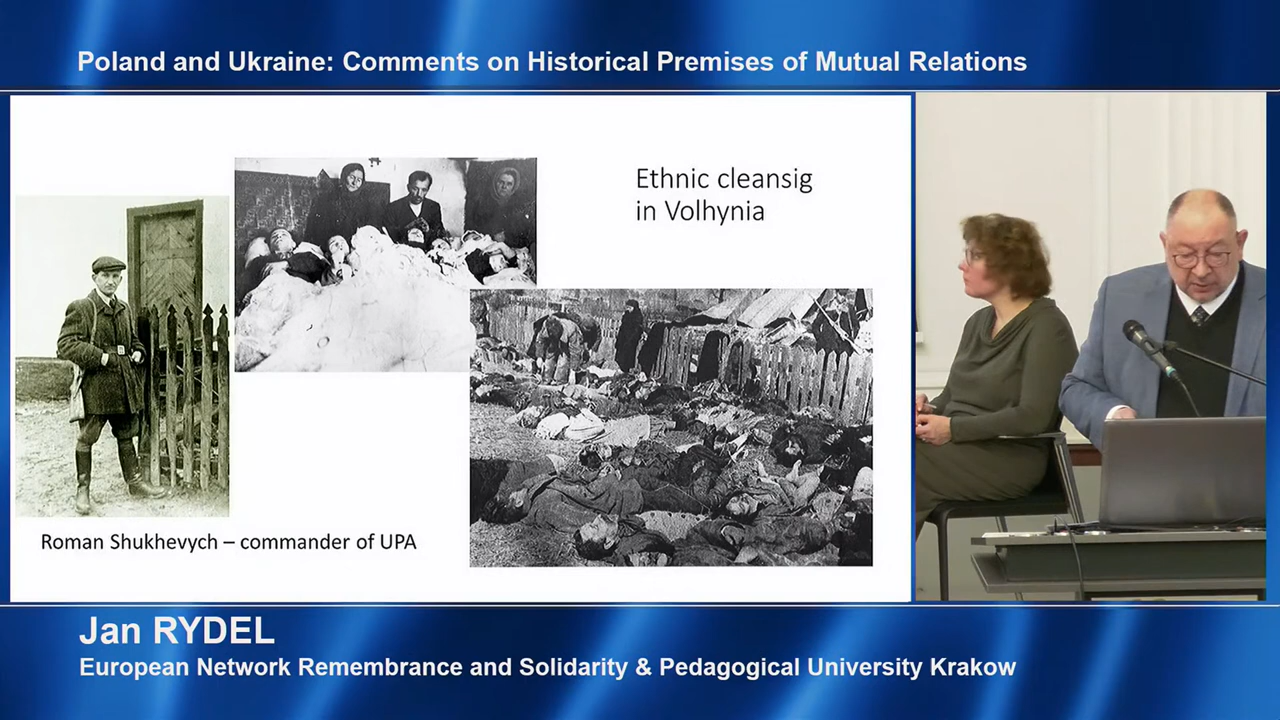 Poland and Ukraine: Comments on Historical Premises of Mutual Relations
Ethnic cleansig
in Volhynia
Roman Shukhevych – commander of UPA
Jan RYDEL
European Network Remembrance and Solidarity & Pedagogical University Krakow